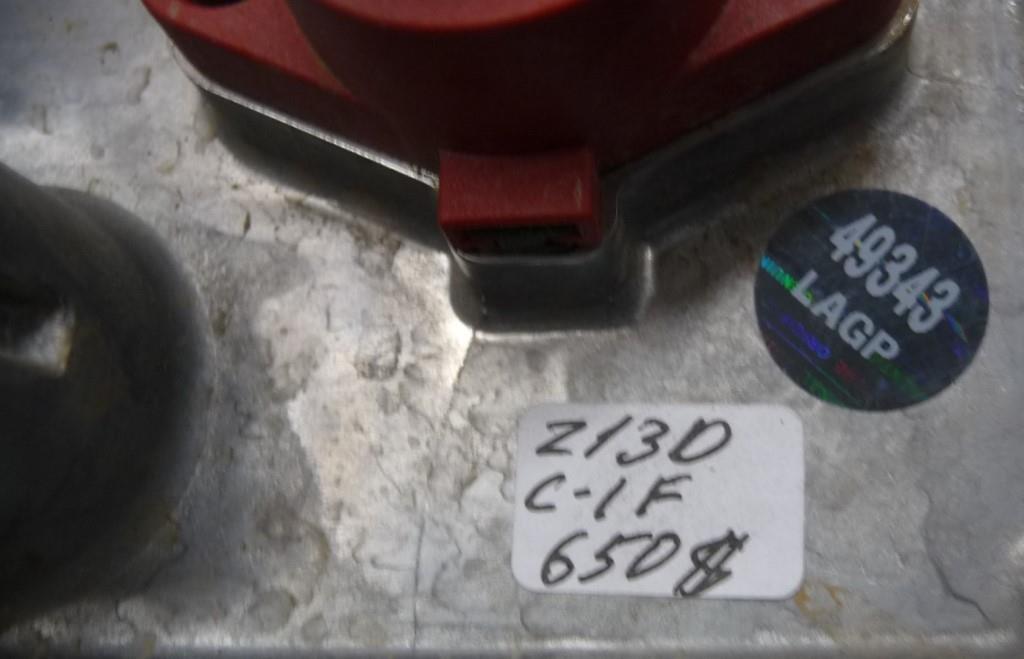 49343
LAGP
Z13D
C-1F
650$